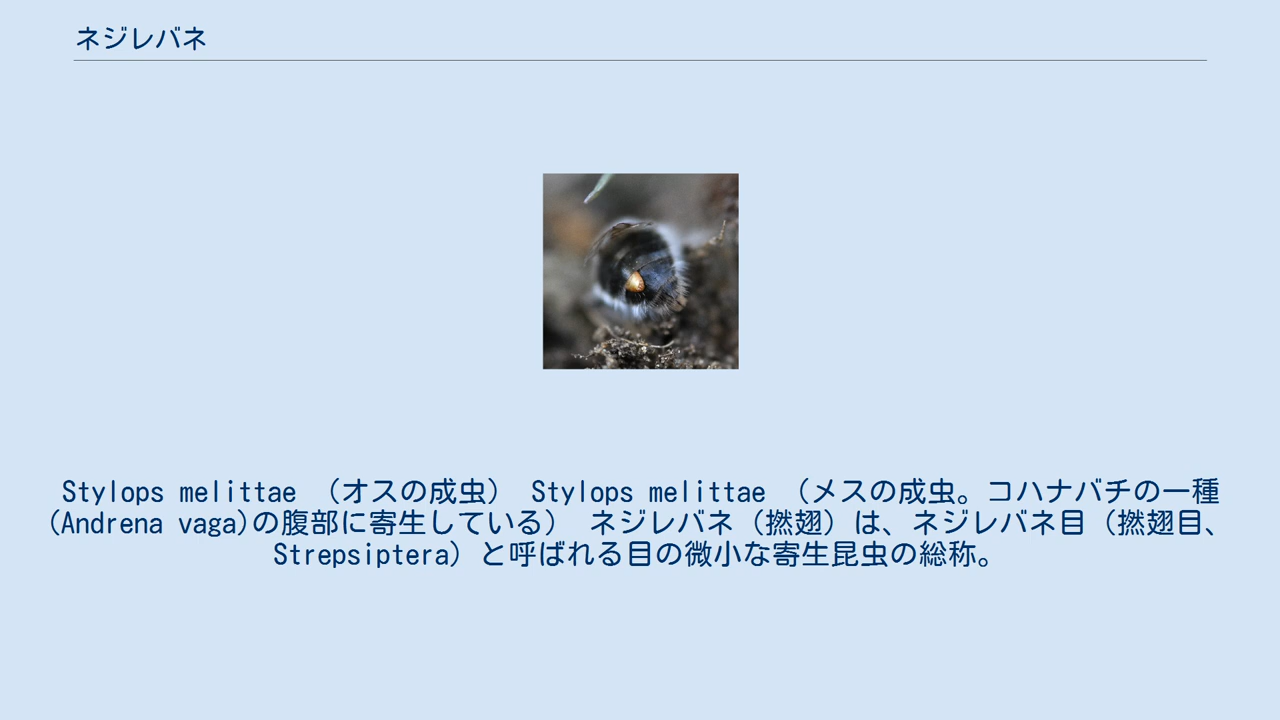 ネジレバネ
Stylops melittae （オスの成虫） Stylops melittae （メスの成虫。コハナバチの一種
(Andrena vaga)の腹部に寄生している） ネジレバネ（撚翅）は、ネジレバネ目（撚翅目、
Strepsiptera）と呼ばれる目の微小な寄生昆虫の総称。